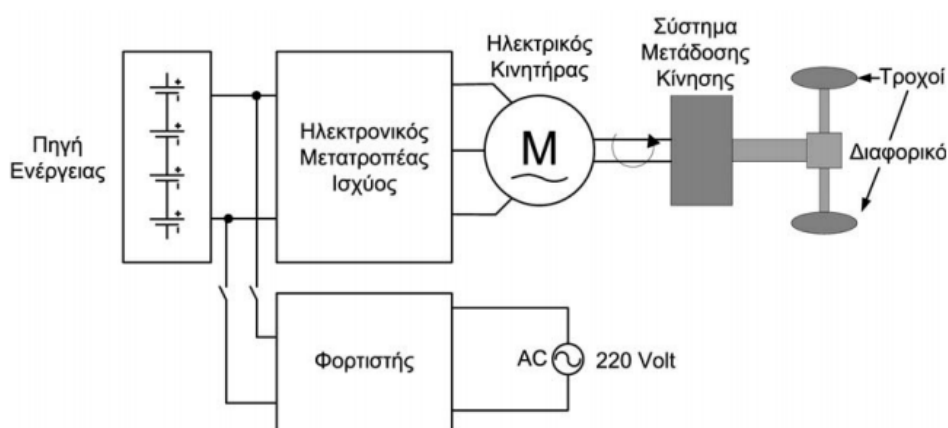 Πηγή
Ενέργειας
Ηλεκτρονικός
Μετατροπέας
Ισχύος
Ηλεκτρικός
Κινητήρας
M
Σύστημα
Μετάδοσης
Κίνησης
Τροχοί
Διαφορικό
Φορτιστής
AC
220 Volt